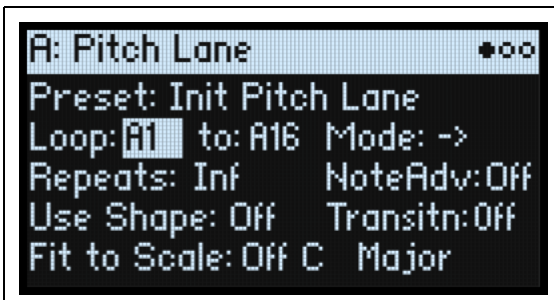 A: Pitch Lane
Preset: Init Pitch Lane
Loop: A1 to: A16 Mode: ->
Repeats: Inf NoteAdv: Off
Use Shape: Off Transitn: Off
Fit to Scale: Off C Major